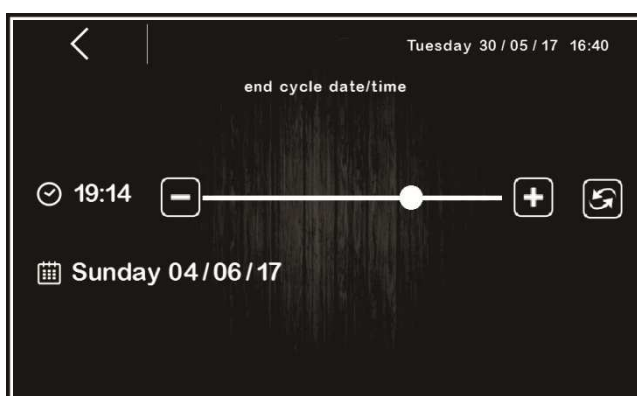 Tuesday 30 / 05 / 17 16:40
end cycle date/time
19:14
Sunday 04 / 06 / 17